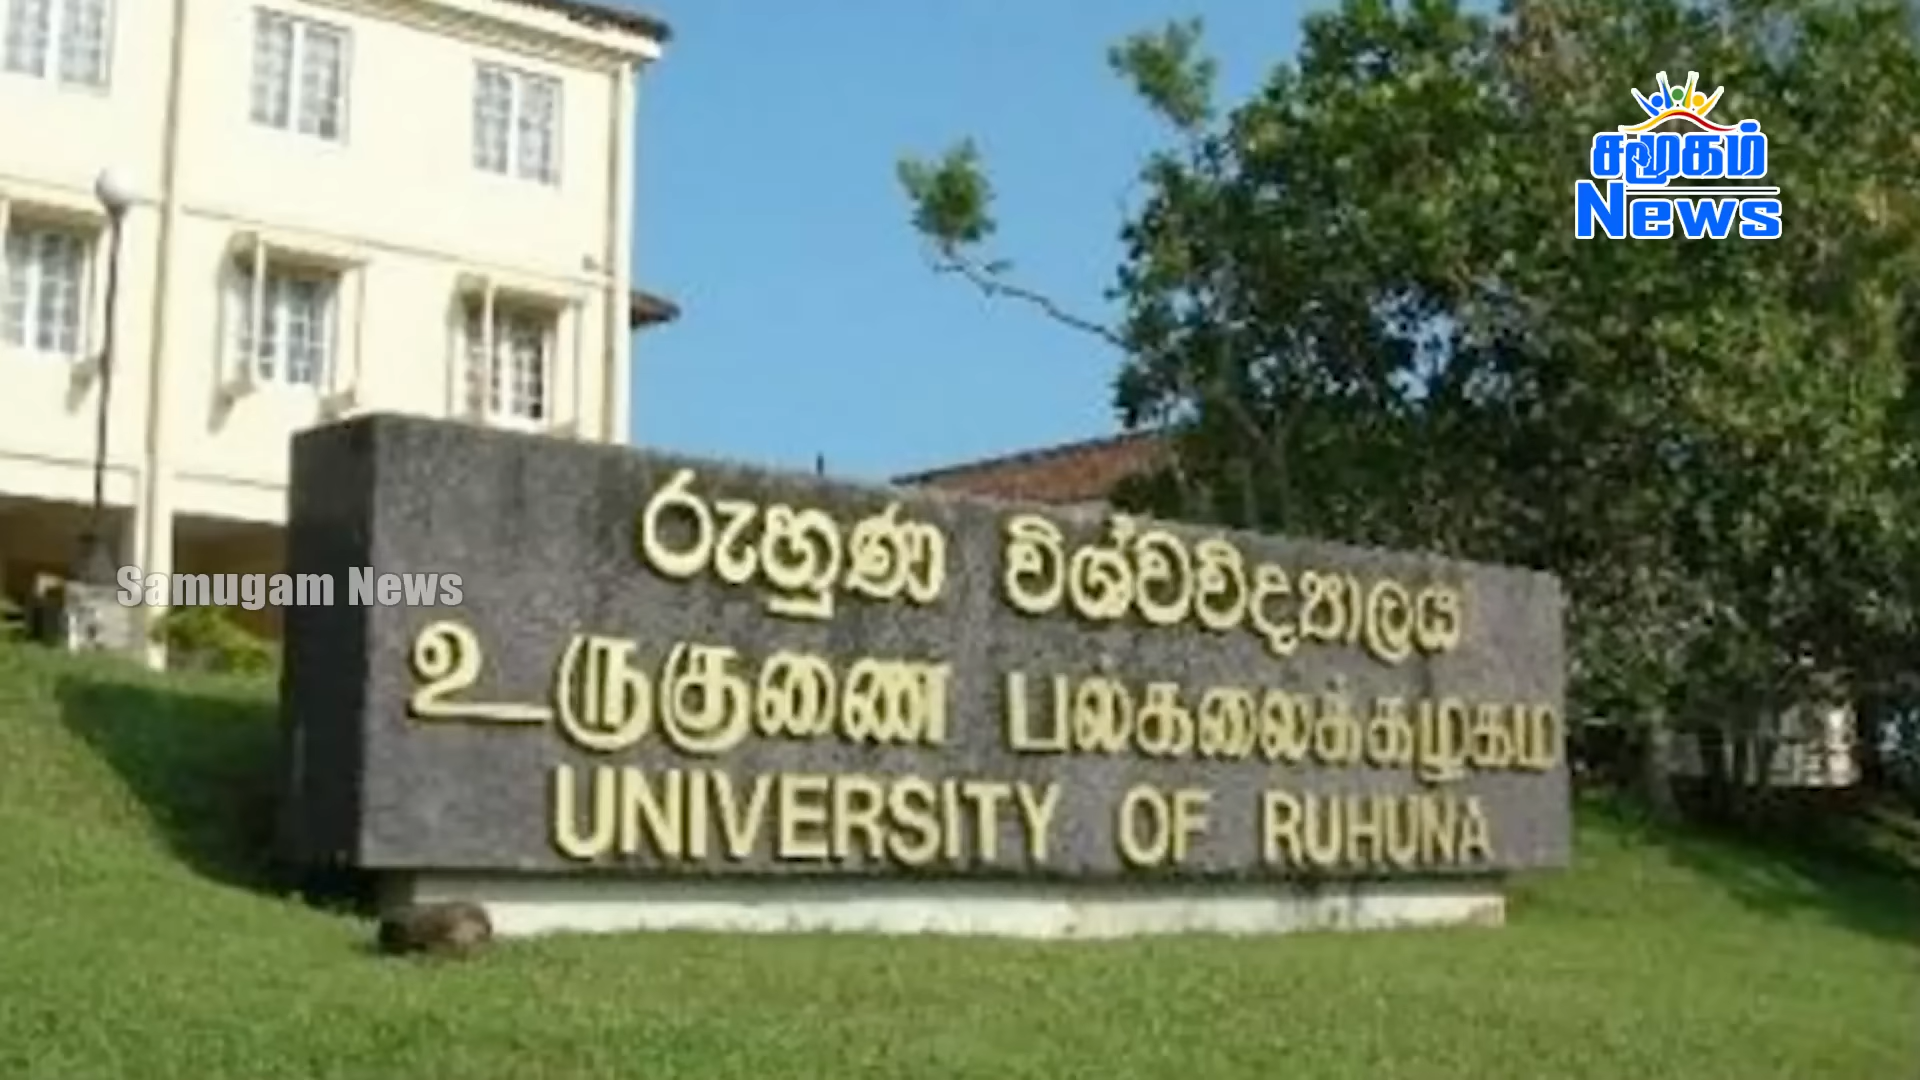 சமூகம்
News
රුහුණ විශ්වවිද්‍යාලය
Samugam News
உருகுணை பல்கலைக்கழகம்
UNIVERSITY OF RUHUNA